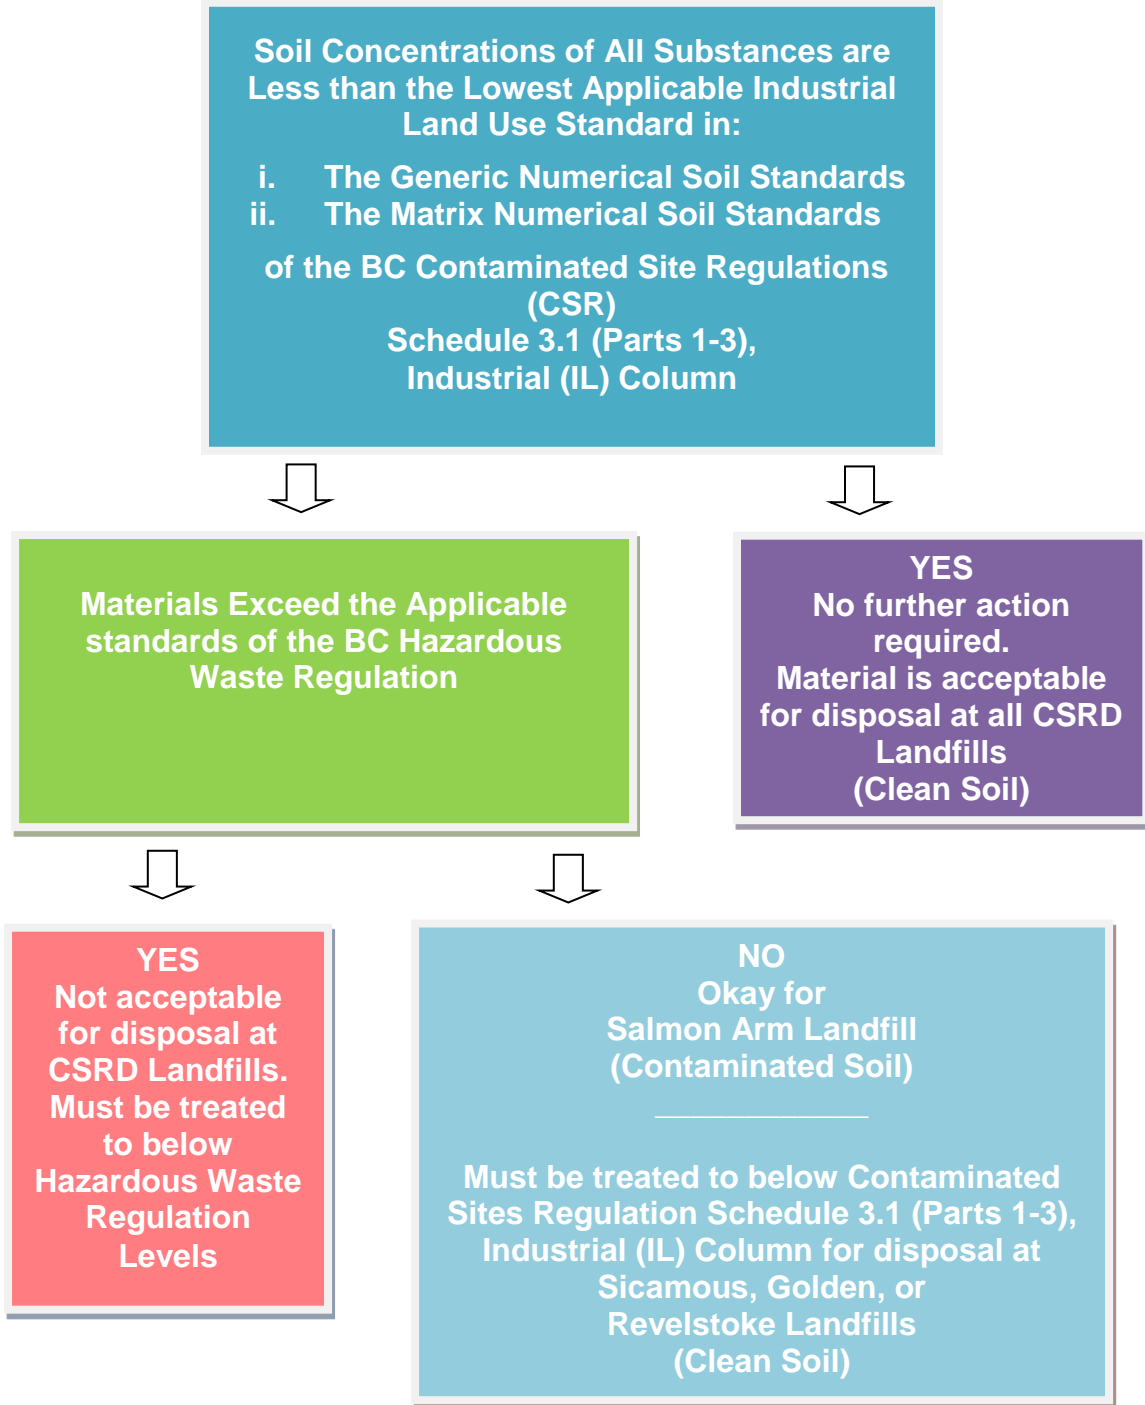 Soil Concentrations of All Substances are
Less than the Lowest Applicable Industrial
Land Use Standard in:
i. The Generic Numerical Soil Standards
ii. The Matrix Numerical Soil Standards
of the BC Contaminated Site Regulations
(CSR)
Schedule 3.1 (Parts 1-3),
Industrial (IL) Column
Materials Exceed the Applicable
standards of the BC Hazardous
Waste Regulation
YES
No further action
required.
Material is acceptable
for disposal at all CSRD
Landfills
(Clean Soil)
YES
Not acceptable
for disposal at
CSRD Landfills.
Must be treated
to below
Hazardous Waste
Regulation
Levels
NO
Okay for
Salmon Arm Landfill
(Contaminated Soil)
Must be treated to below Contaminated
Sites Regulation Schedule 3.1 (Parts 1-3),
Industrial (IL) Column for disposal at
Sicamous, Golden, or
Revelstoke Landfills
(Clean Soil)